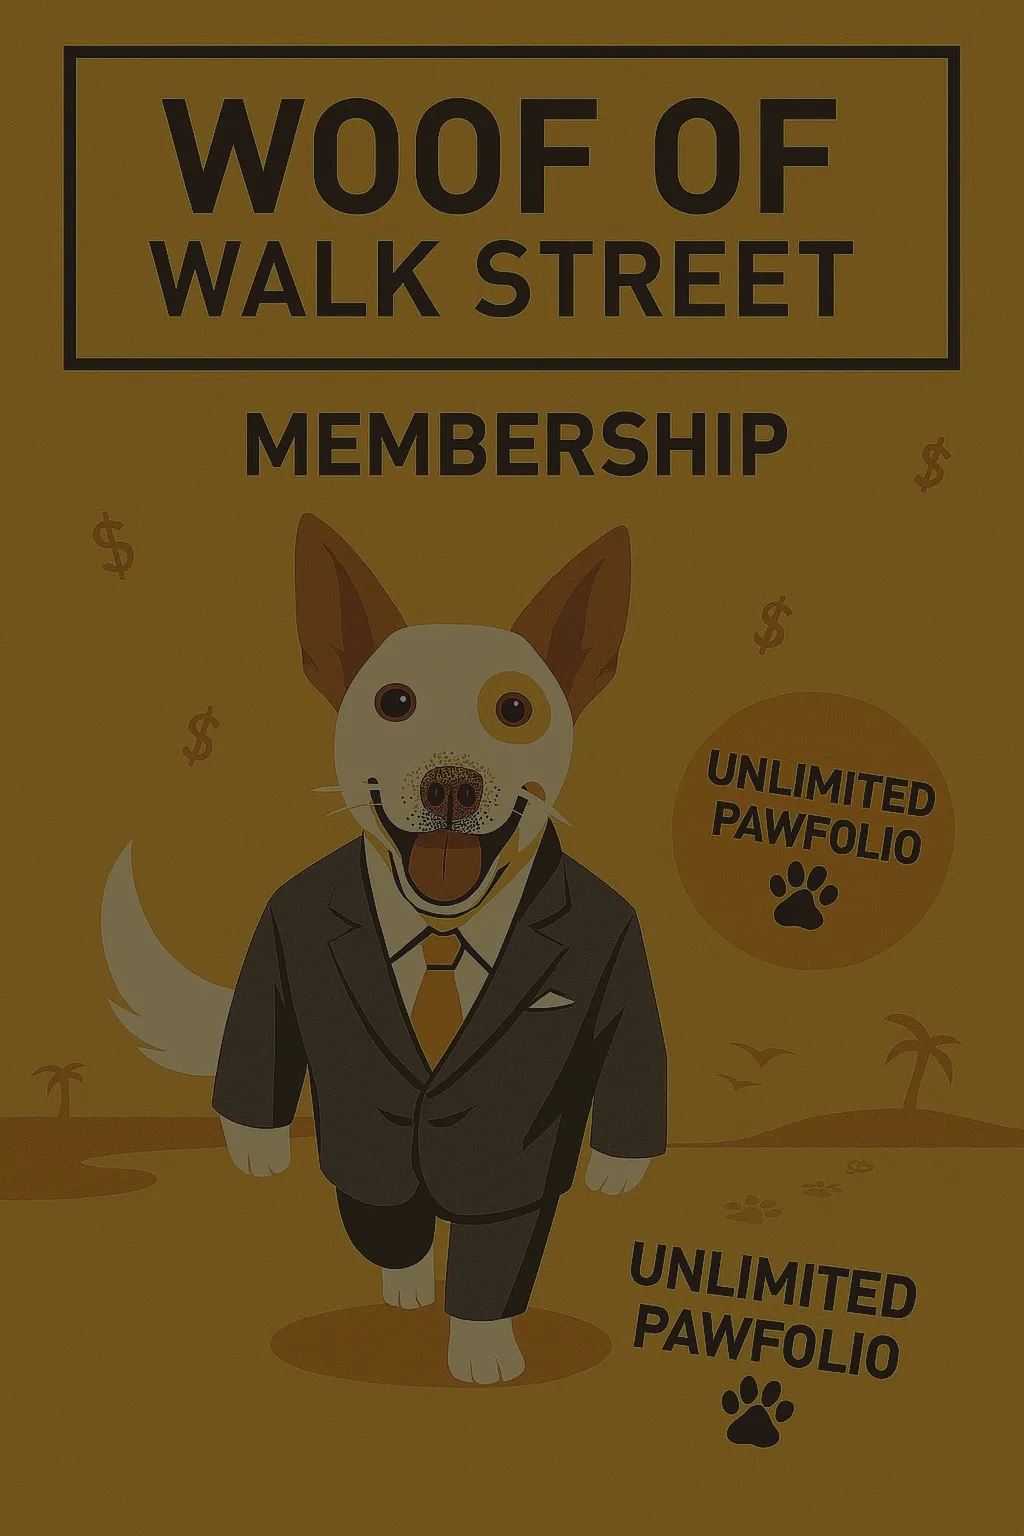 WOOF OF
WALK STREET
MEMBERSHIP
$
$
$
$
UNLIMITED
PAWFOLIO
UNLIMITED
PAWFOLIO